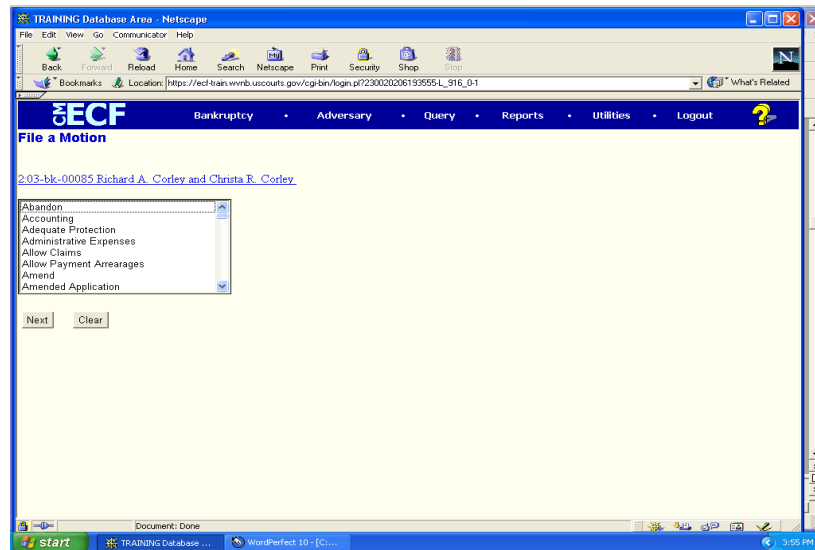 TRAINING Database Area - Netscape
File Edit View Go Communicator Help
Back Forward Reload Home Search Netscape Print Security Shop Stop
Bookmarks Location: https://ecf-train.wvnb.uscourts.gov/cgi-bin/login.pl?230020206193555-L_916_0-1 What's Related
CM ECF Bankruptcy • Adversary • Query • Reports • Utilities • Logout ?
File a Motion
2:03-bk-00085 Richard A. Corley and Christa R. Corley
Abandon
Accounting
Adequate Protection
Administrative Expenses
Allow Claims
Allow Payment Arrearages
Amend
Amended Application
Next Clear
Document: Done
start TRAINING Database ... WordPerfect 10 - [C:... 3:55 PM